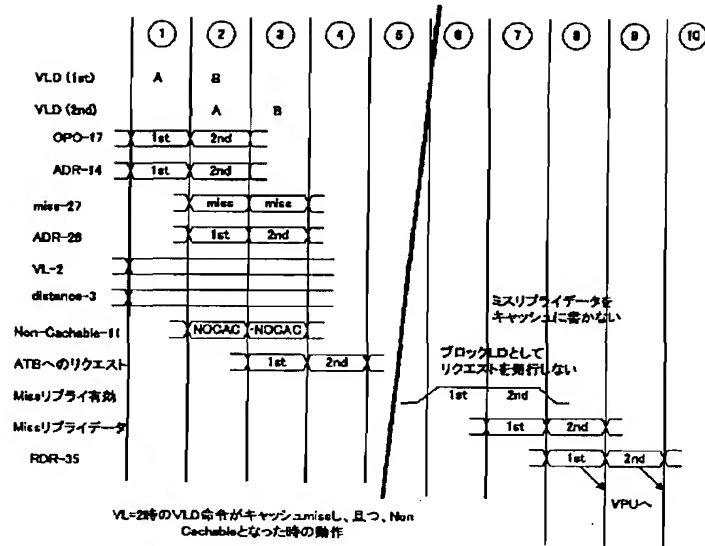 ① ② ③ ④ ⑤ ⑥ ⑦ ⑧ ⑨ ⑩
VLD (1st) A B
VLD (2nd) A B
OPO-17 1st 2nd
ADR-14 1st 2nd
miss-27 miss miss
ADR-26 1st 2nd
VL-2
distance-3
ミスリプライデータを
キャッシュに書かない
Non-Cachable-11 NOCAC NOCAC
ATBへのリクエスト 1st 2nd
ブロックLDとして
リクエストを発行しない
Missリプライ有効 1st 2nd
Missリプライデータ 1st 2nd
RDR-35 1st 2nd
VPUへ
VL=2時のVLD命令がキャッシュmissし、且つ、Non
Cachableとなった時の動作